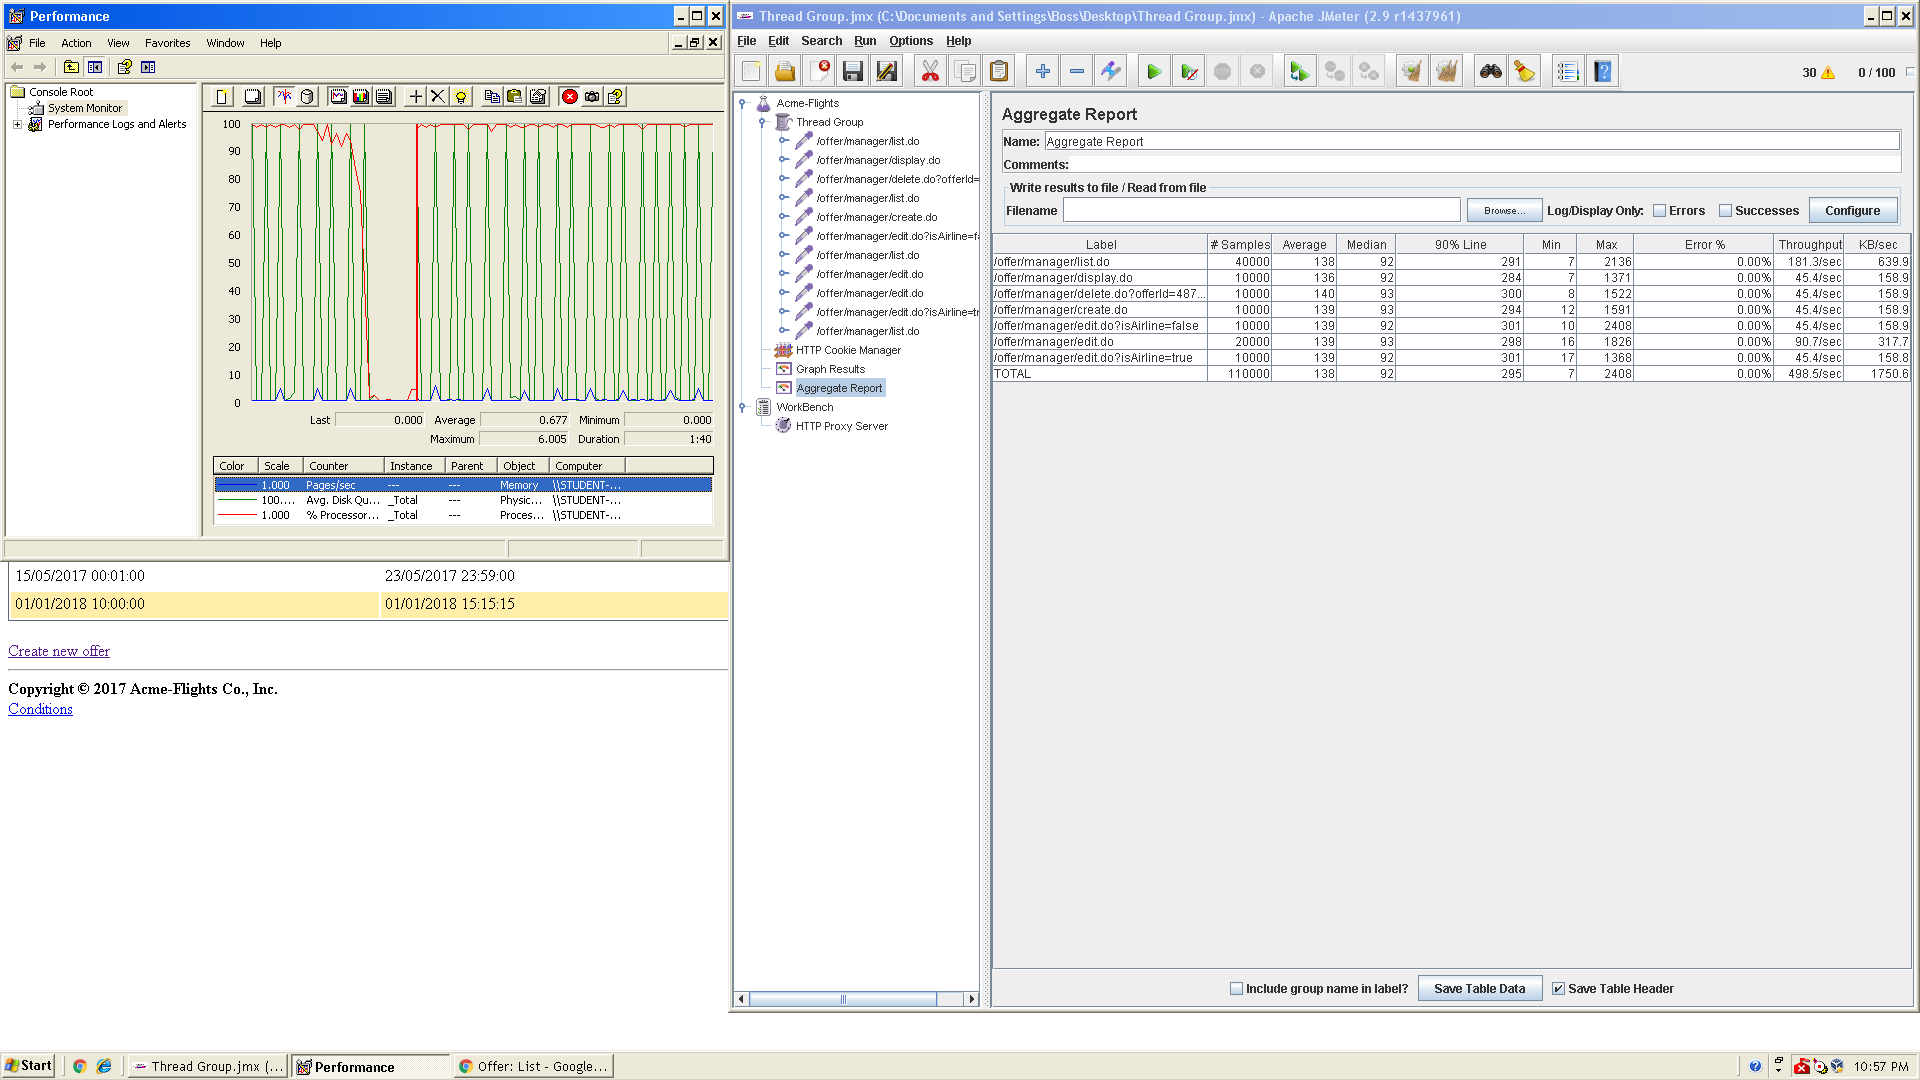 Performance
File Action View Favorites Window Help
Console Root
System Monitor
Performance Logs and Alerts
100
90
80
70
60
50
40
30
20
10
0
Last 0.000 Average 0.677 Minimum 0.000
Maximum 6.005 Duration 1:40
Color Scale Counter Instance Parent Object Computer
1.000 Pages/sec --- --- Memory \\STUDENT-...
100.... Avg. Disk Qu... _Total --- Physic... \\STUDENT-...
1.000 % Processor... _Total --- Proces... \\STUDENT-...
15/05/2017 00:01:00 23/05/2017 23:59:00
01/01/2018 10:00:00 01/01/2018 15:15:15
Create new offer
Copyright © 2017 Acme-Flights Co., Inc.
Conditions
Thread Group.jmx (C:\Documents and Settings\Boss\Desktop\Thread Group.jmx) - Apache JMeter (2.9 r1437961)
File Edit Search Run Options Help
30 0 / 100
Acme-Flights
Thread Group
/offer/manager/list.do
/offer/manager/display.do
/offer/manager/delete.do?offerId=
/offer/manager/list.do
/offer/manager/create.do
/offer/manager/edit.do?isAirline=fa
/offer/manager/list.do
/offer/manager/edit.do
/offer/manager/edit.do
/offer/manager/edit.do?isAirline=tr
/offer/manager/list.do
HTTP Cookie Manager
Graph Results
Aggregate Report
WorkBench
HTTP Proxy Server
Aggregate Report
Name: Aggregate Report
Comments:
Write results to file / Read from file
Filename Browse... Log/Display Only: Errors Successes Configure
Label # Samples Average Median 90% Line Min Max Error % Throughput KB/sec
/offer/manager/list.do 40000 138 92 291 7 2136 0.00% 181.3/sec 639.9
/offer/manager/display.do 10000 136 92 284 7 1371 0.00% 45.4/sec 158.9
/offer/manager/delete.do?offerId=487... 10000 140 93 300 8 1522 0.00% 45.4/sec 158.9
/offer/manager/create.do 10000 139 93 294 12 1591 0.00% 45.4/sec 158.9
/offer/manager/edit.do?isAirline=false 10000 139 92 301 10 2408 0.00% 45.4/sec 158.9
/offer/manager/edit.do 20000 139 93 298 16 1826 0.00% 90.7/sec 317.7
/offer/manager/edit.do?isAirline=true 10000 139 92 301 17 1368 0.00% 45.4/sec 158.8
TOTAL 110000 138 92 295 7 2408 0.00% 498.5/sec 1750.6
Include group name in label? Save Table Data Save Table Header
Start Thread Group.jmx (... Performance Offer: List - Google... 10:57 PM